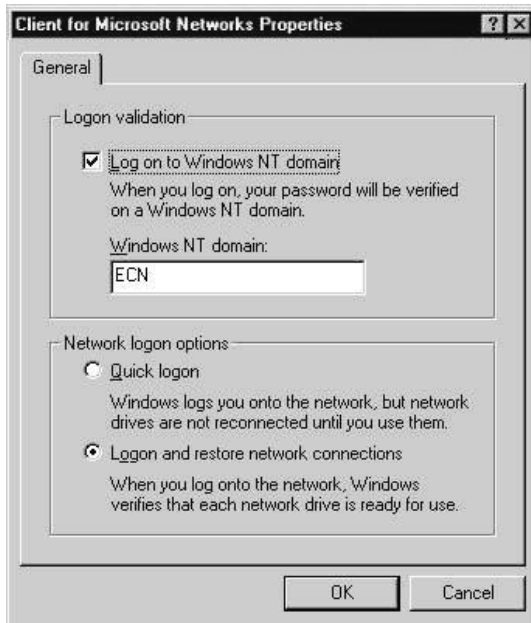 Client for Microsoft Networks Properties
General
Logon validation
Log on to Windows NT domain
When you log on, your password will be verified
on a Windows NT domain.
Windows NT domain:
ECN
Network logon options
Quick logon
Windows logs you onto the network, but network
drives are not reconnected until you use them.
Logon and restore network connections
When you log onto the network, Windows
verifies that each network drive is ready for use.
OK Cancel